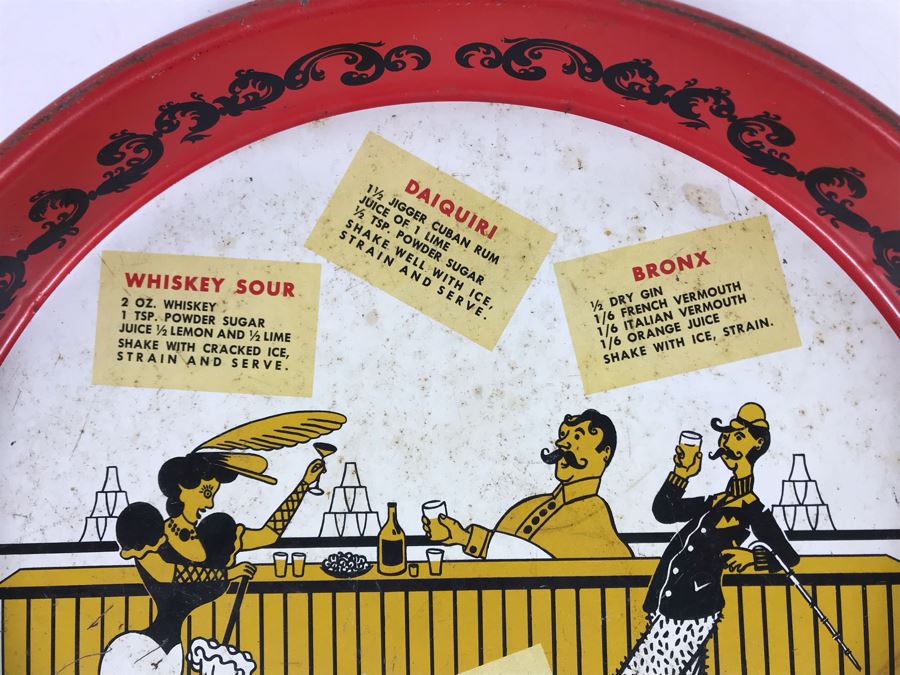 WHISKEY SOUR
2 OZ. WHISKEY
1 TSP. POWDER SUGAR
JUICE ½ LEMON AND ½ LIME
SHAKE WITH CRACKED ICE,
STRAIN AND SERVE.
DAIQUIRI
1½ JIGGER CUBAN RUM
JUICE OF 1 LIME
½ TSP. POWDER SUGAR
SHAKE WELL WITH ICE,
STRAIN AND SERVE.
BRONX
½ DRY GIN
1/6 FRENCH VERMOUTH
1/6 ITALIAN VERMOUTH
1/6 ORANGE JUICE
SHAKE WITH ICE, STRAIN.